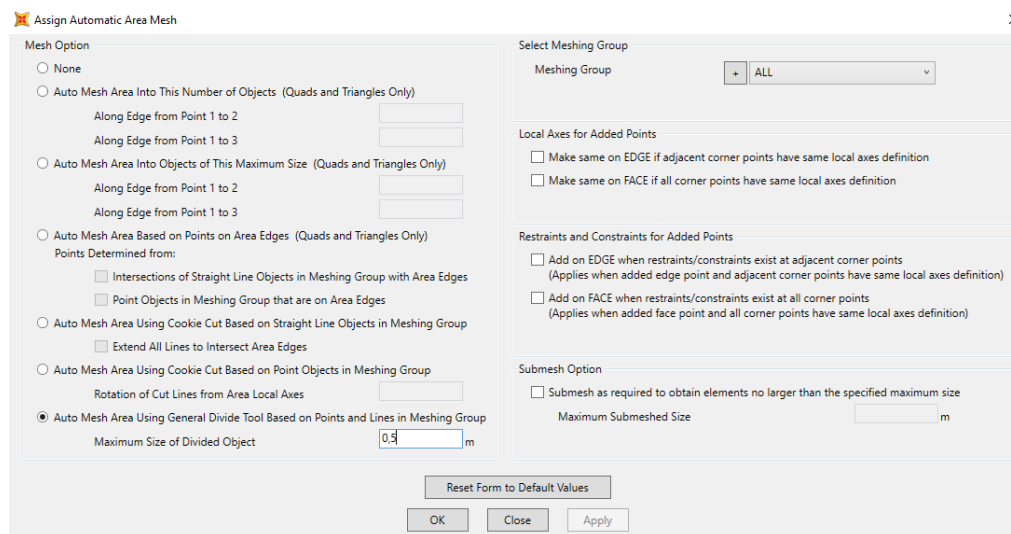 Assign Automatic Area Mesh
Mesh Option
None
Auto Mesh Area Into This Number of Objects (Quads and Triangles Only)
Along Edge from Point 1 to 2
Along Edge from Point 1 to 3
Auto Mesh Area Into Objects of This Maximum Size (Quads and Triangles Only)
Along Edge from Point 1 to 2
Along Edge from Point 1 to 3
Auto Mesh Area Based on Points on Area Edges (Quads and Triangles Only)
Points Determined from:
Intersections of Straight Line Objects in Meshing Group with Area Edges
Point Objects in Meshing Group that are on Area Edges
Auto Mesh Area Using Cookie Cut Based on Straight Line Objects in Meshing Group
Extend All Lines to Intersect Area Edges
Auto Mesh Area Using Cookie Cut Based on Point Objects in Meshing Group
Rotation of Cut Lines from Area Local Axes
Auto Mesh Area Using General Divide Tool Based on Points and Lines in Meshing Group
Maximum Size of Divided Object 0,5 m
Select Meshing Group
Meshing Group + ALL
Local Axes for Added Points
Make same on EDGE if adjacent corner points have same local axes definition
Make same on FACE if all corner points have same local axes definition
Restraints and Constraints for Added Points
Add on EDGE when restraints/constraints exist at adjacent corner points
(Applies when added edge point and adjacent corner points have same local axes definition)
Add on FACE when restraints/constraints exist at all corner points
(Applies when added face point and all corner points have same local axes definition)
Submesh Option
Submesh as required to obtain elements no larger than the specified maximum size
Maximum Submeshed Size m
Reset Form to Default Values
OK Close Apply